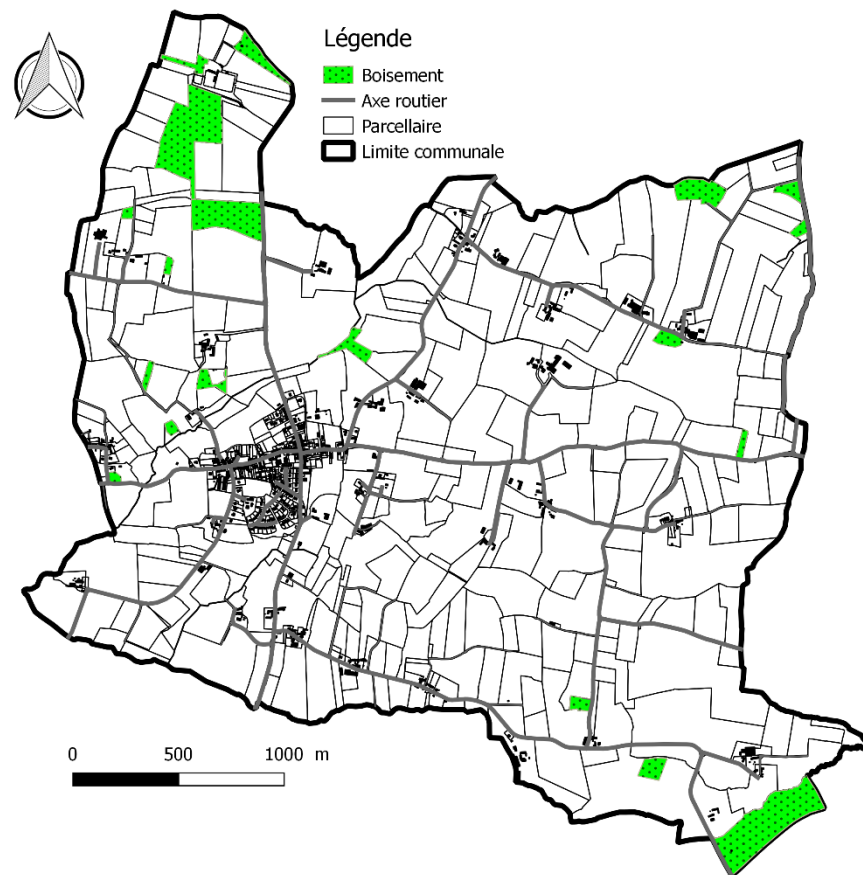 Légende
Boisement
Axe routier
Parcellaire
Limite communale
0 500 1000 m